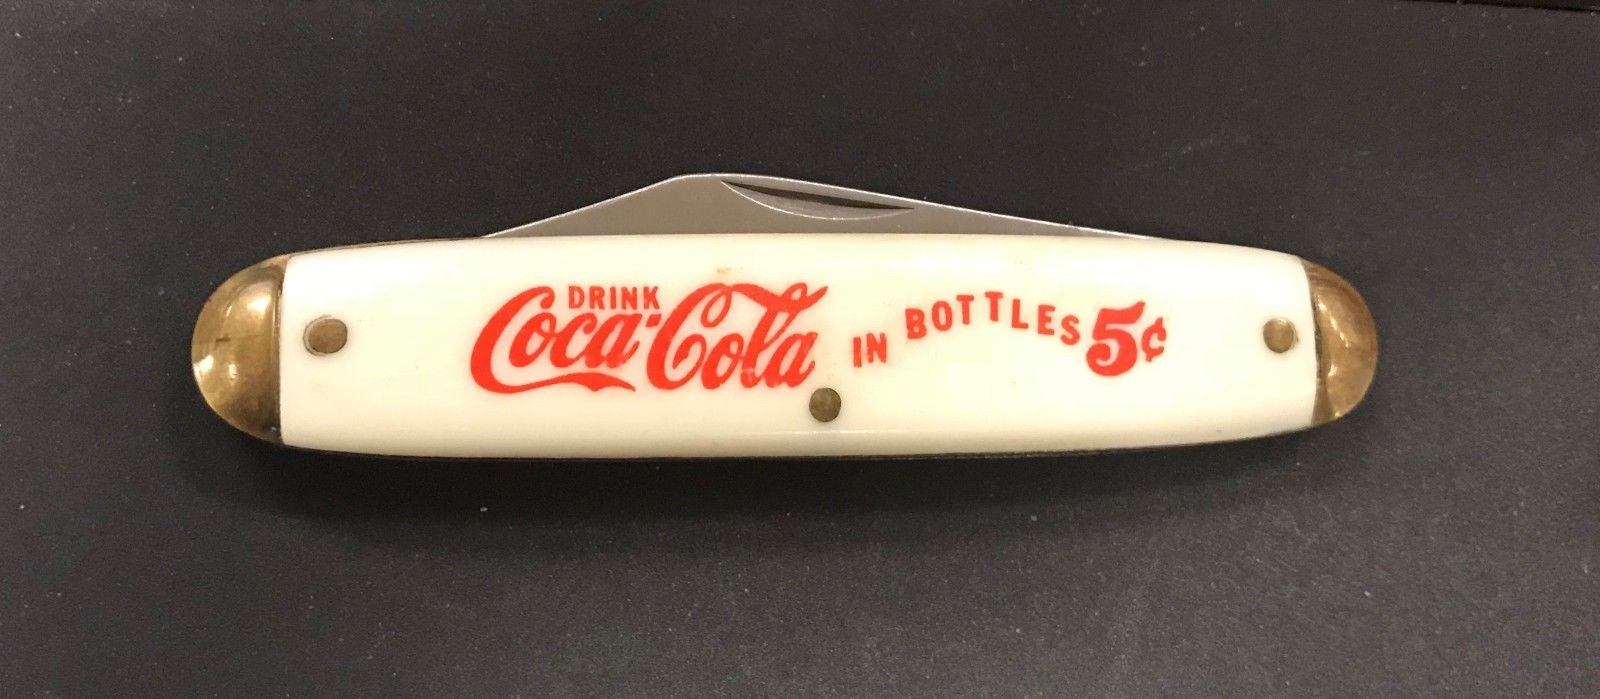 DRINK
Coca-Cola IN BOTTLES 5¢